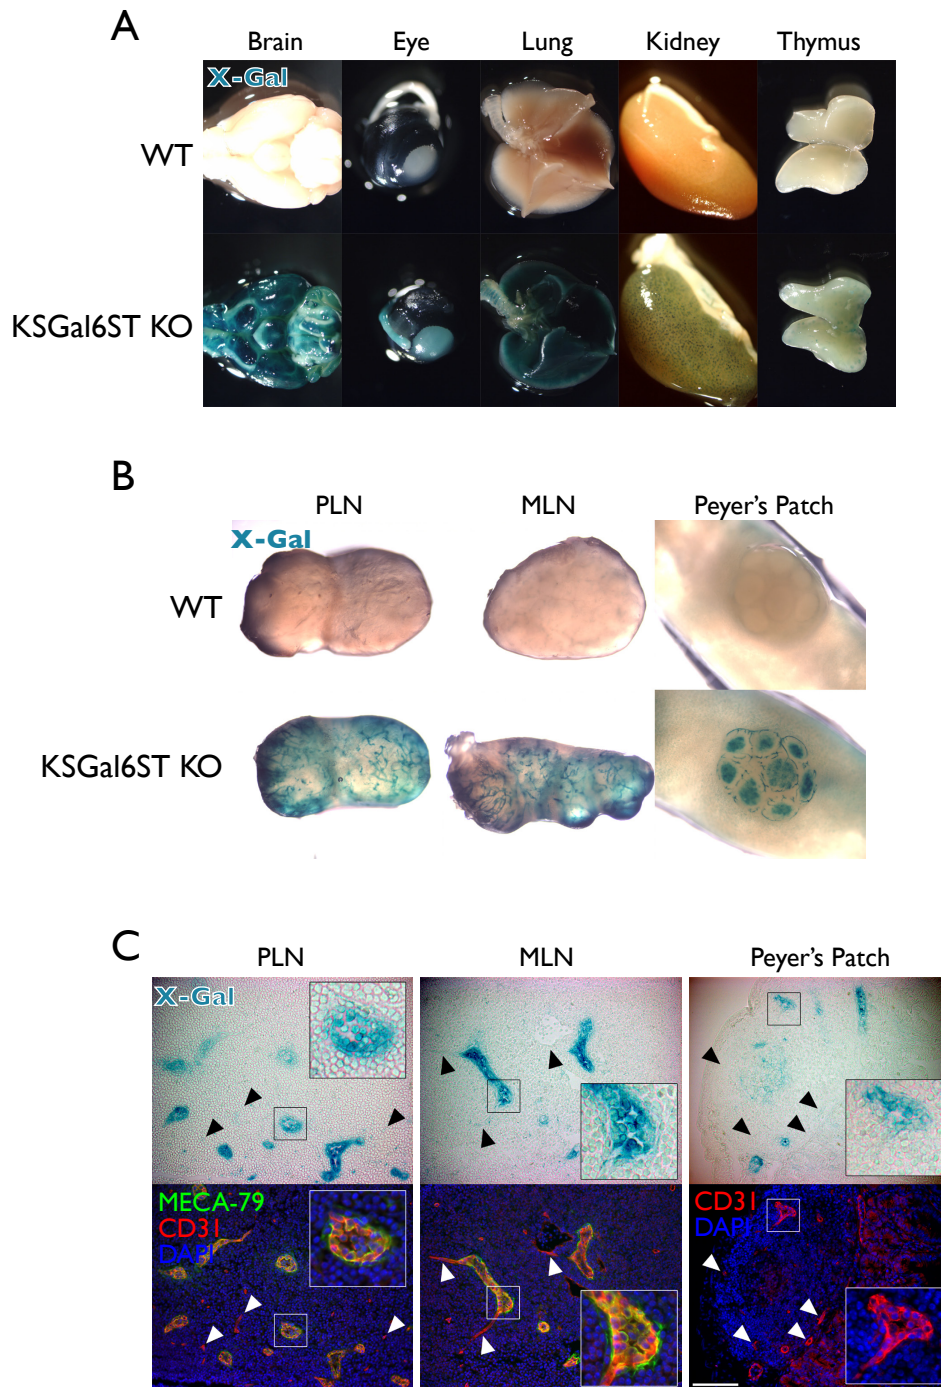 A
Brain Eye Lung Kidney Thymus
X-Gal
WT
KSGal6ST KO
B
PLN MLN Peyer's Patch
X-Gal
WT
KSGal6ST KO
C
PLN MLN Peyer's Patch
X-Gal
MECA-79
CD31
DAPI
CD31
DAPI